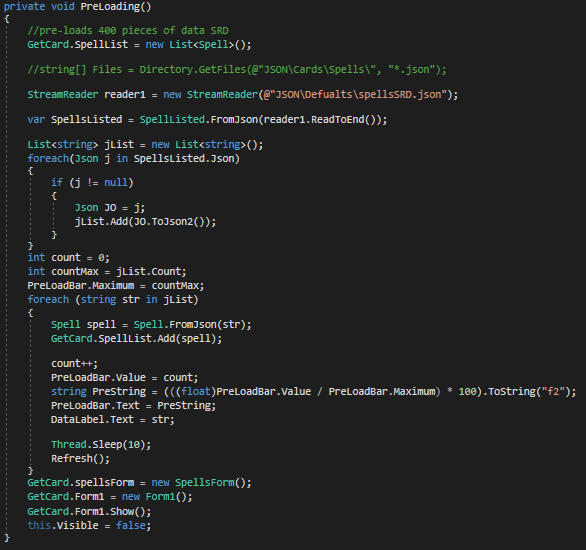 private void PreLoading()
{
//pre-loads 400 pieces of data SRD
GetCard.SpellList = new List<Spell>();
//string[] Files = Directory.GetFiles(@"JSON\Cards\Spells\", "*.json");
StreamReader reader1 = new StreamReader(@"JSON\Defualts\spellsSRD.json");
var SpellsListed = SpellListed.FromJson(reader1.ReadToEnd());
List<string> jList = new List<string>();
foreach(Json j in SpellsListed.Json)
{
if (j != null)
{
Json JO = j;
jList.Add(JO.ToJson2());
}
}
int count = 0;
int countMax = jList.Count;
PreLoadBar.Maximum = countMax;
foreach (string str in jList)
{
Spell spell = Spell.FromJson(str);
GetCard.SpellList.Add(spell);
count++;
PreLoadBar.Value = count;
string PreString = (((float)PreLoadBar.Value / PreLoadBar.Maximum) * 100).ToString("f2");
PreLoadBar.Text = PreString;
DataLabel.Text = str;
Thread.Sleep(10);
Refresh();
}
GetCard.spellsForm = new SpellsForm();
GetCard.Form1 = new Form1();
GetCard.Form1.Show();
this.Visible = false;
}